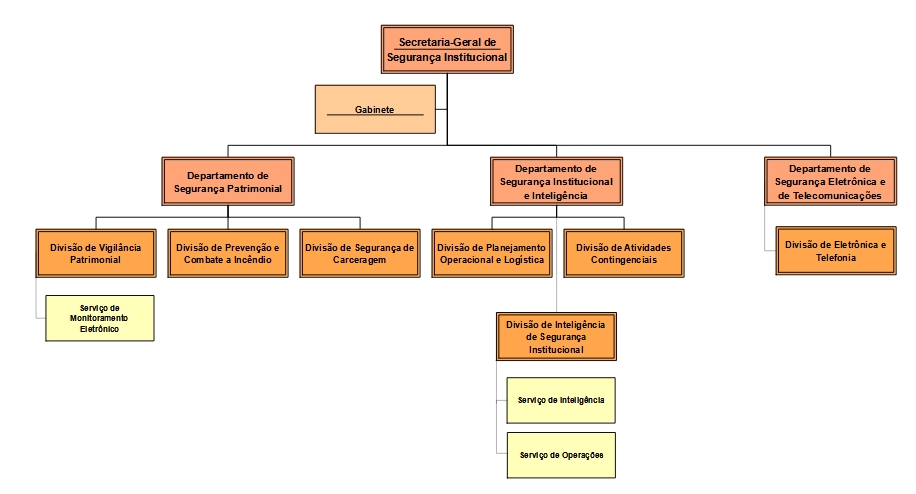 Secretaria-Geral de
Segurança Institucional
Gabinete
Departamento de
Segurança Patrimonial
Departamento de
Segurança Institucional
e Inteligência
Departamento de
Segurança Eletrônica e
de Telecomunicações
Divisão de Vigilância
Patrimonial
Divisão de Prevenção e
Combate a Incêndio
Divisão de Segurança de
Carceragem
Divisão de Planejamento
Operacional e Logística
Divisão de Atividades
Contingenciais
Divisão de Eletrônica e
Telefonia
Serviço de
Monitoramento
Eletrônico
Divisão de Inteligência
de Segurança
Institucional
Serviço de Inteligência
Serviço de Operações